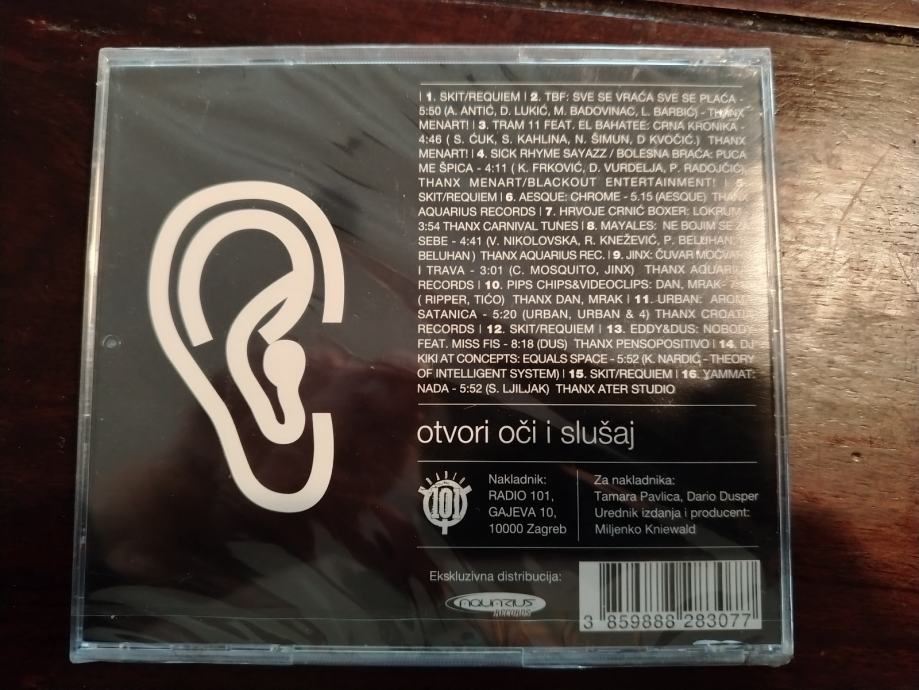 | 1. SKIT/REQUIEM | 2. TBF: SVE SE VRAĆA SVE SE PLAĆA -
5:50 (A. ANTIĆ, D. LUKIĆ, M. BADOVINAC, L. BARBIĆ) - THANX
MENART! | 3. TRAM 11 FEAT. EL BAHATEE: CRNA KRONIKA -
4:46 ( S. ĆUK, S. KAHLINA, N. ŠIMUN, D KVOČIĆ.) THANX
MENART! | 4. SICK RHYME SAYAZZ / BOLESNA BRAĆA: PUCA
ME ŠPICA - 4:11 ( K. FRKOVIĆ, D. VURDELJA, P. RADOJČIĆ),
THANX MENART/BLACKOUT ENTERTAINMENT! | 5.
SKIT/REQUIEM | 6. AESQUE: CHROME - 5.15 (AESQUE) THANX
AQUARIUS RECORDS | 7. HRVOJE CRNIĆ BOXER: LOKRUM -
3:54 THANX CARNIVAL TUNES | 8. MAYALES: NE BOJIM SE ZA
SEBE - 4:41 (V. NIKOLOVSKA, R. KNEŽEVIĆ, P. BELUHAN,
BELUHAN ) THANX AQUARIUS REC. | 9. JINX: ČUVAR MOČVARA
I TRAVA - 3:01 (C. MOSQUITO, JINX) THANX AQUARIUS
RECORDS | 10. PIPS CHIPS&VIDEOCLIPS: DAN, MRAK-
( RIPPER, TIĆO) THANX DAN, MRAK | 11. URBAN: AROMA
SATANICA - 5:20 (URBAN, URBAN & 4) THANX CROATIA
RECORDS | 12. SKIT/REQUIEM | 13. EDDY&DUS: NOBODY
FEAT. MISS FIS - 8:18 (DUS) THANX PENSOPOSITIVO | 14. DJ
KIKI AT CONCEPTS: EQUALS SPACE - 5:52 (K. NARDIĆ - THEORY
OF INTELLIGENT SYSTEM) | 15. SKIT/REQUIEM | 16. YAMMAT:
NADA - 5:52 (S. LJILJAK) THANX ATER STUDIO
otvori oči i slušaj
101
Nakladnik:
RADIO 101,
GAJEVA 10,
10000 Zagreb
Za nakladnika:
Tamara Pavlica, Dario Dusper
Urednik izdanja i producent:
Miljenko Kniewald
Ekskluzivna distribucija:
AQUARIUS
RECORDS
3 859888 283077